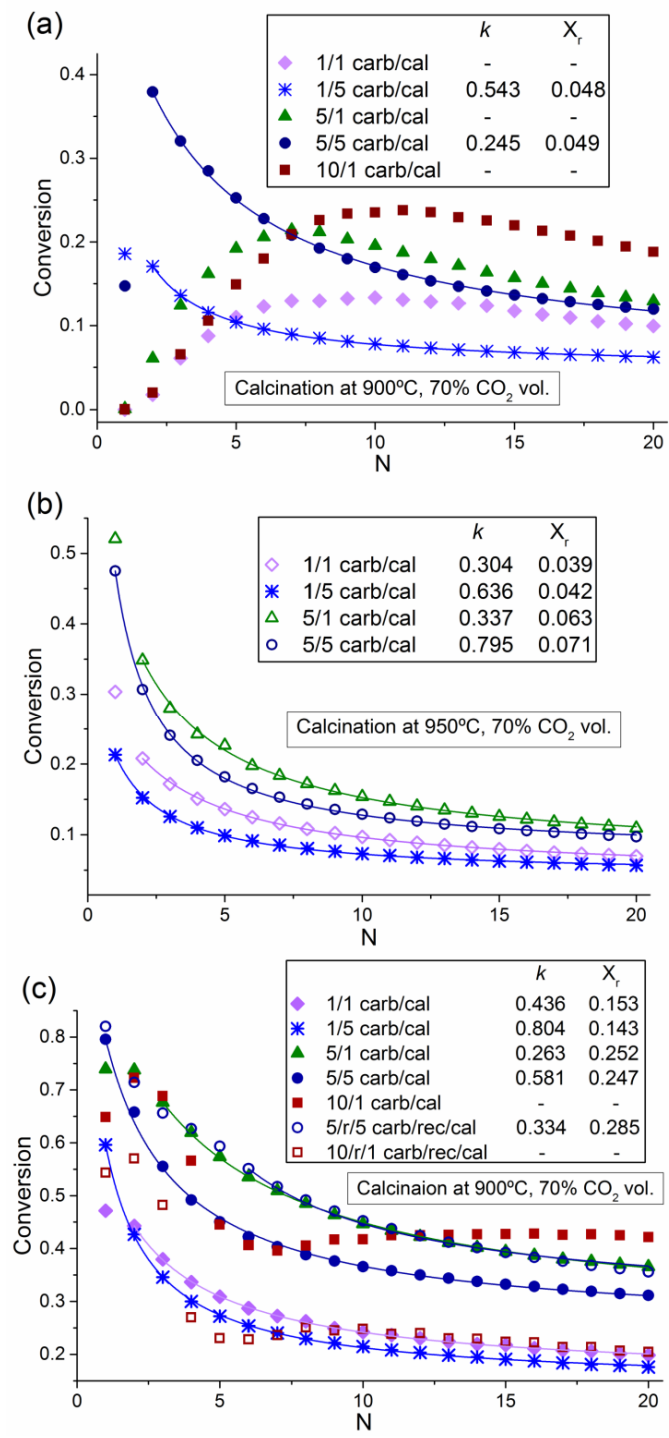 (a)
k Xr
1/1 carb/cal - -
1/5 carb/cal 0.543 0.048
5/1 carb/cal - -
5/5 carb/cal 0.245 0.049
10/1 carb/cal - -
0.4
0.3
0.2
0.1
0.0
Conversion
Calcination at 900ºC, 70% CO2 vol.
0 5 10 15 20
N
(b)
k Xr
1/1 carb/cal 0.304 0.039
1/5 carb/cal 0.636 0.042
5/1 carb/cal 0.337 0.063
5/5 carb/cal 0.795 0.071
0.5
0.4
0.3
0.2
0.1
Conversion
Calcination at 950ºC, 70% CO2 vol.
0 5 10 15 20
N
(c)
k Xr
1/1 carb/cal 0.436 0.153
1/5 carb/cal 0.804 0.143
5/1 carb/cal 0.263 0.252
5/5 carb/cal 0.581 0.247
10/1 carb/cal
5/r/5 carb/rec/cal 0.334 0.285
10/r/1 carb/rec/cal - -
Calcinaion at 900ºC, 70% CO2 vol.
0.8
0.7
0.6
0.5
0.4
0.3
0.2
Conversion
0 5 10 15 20
N